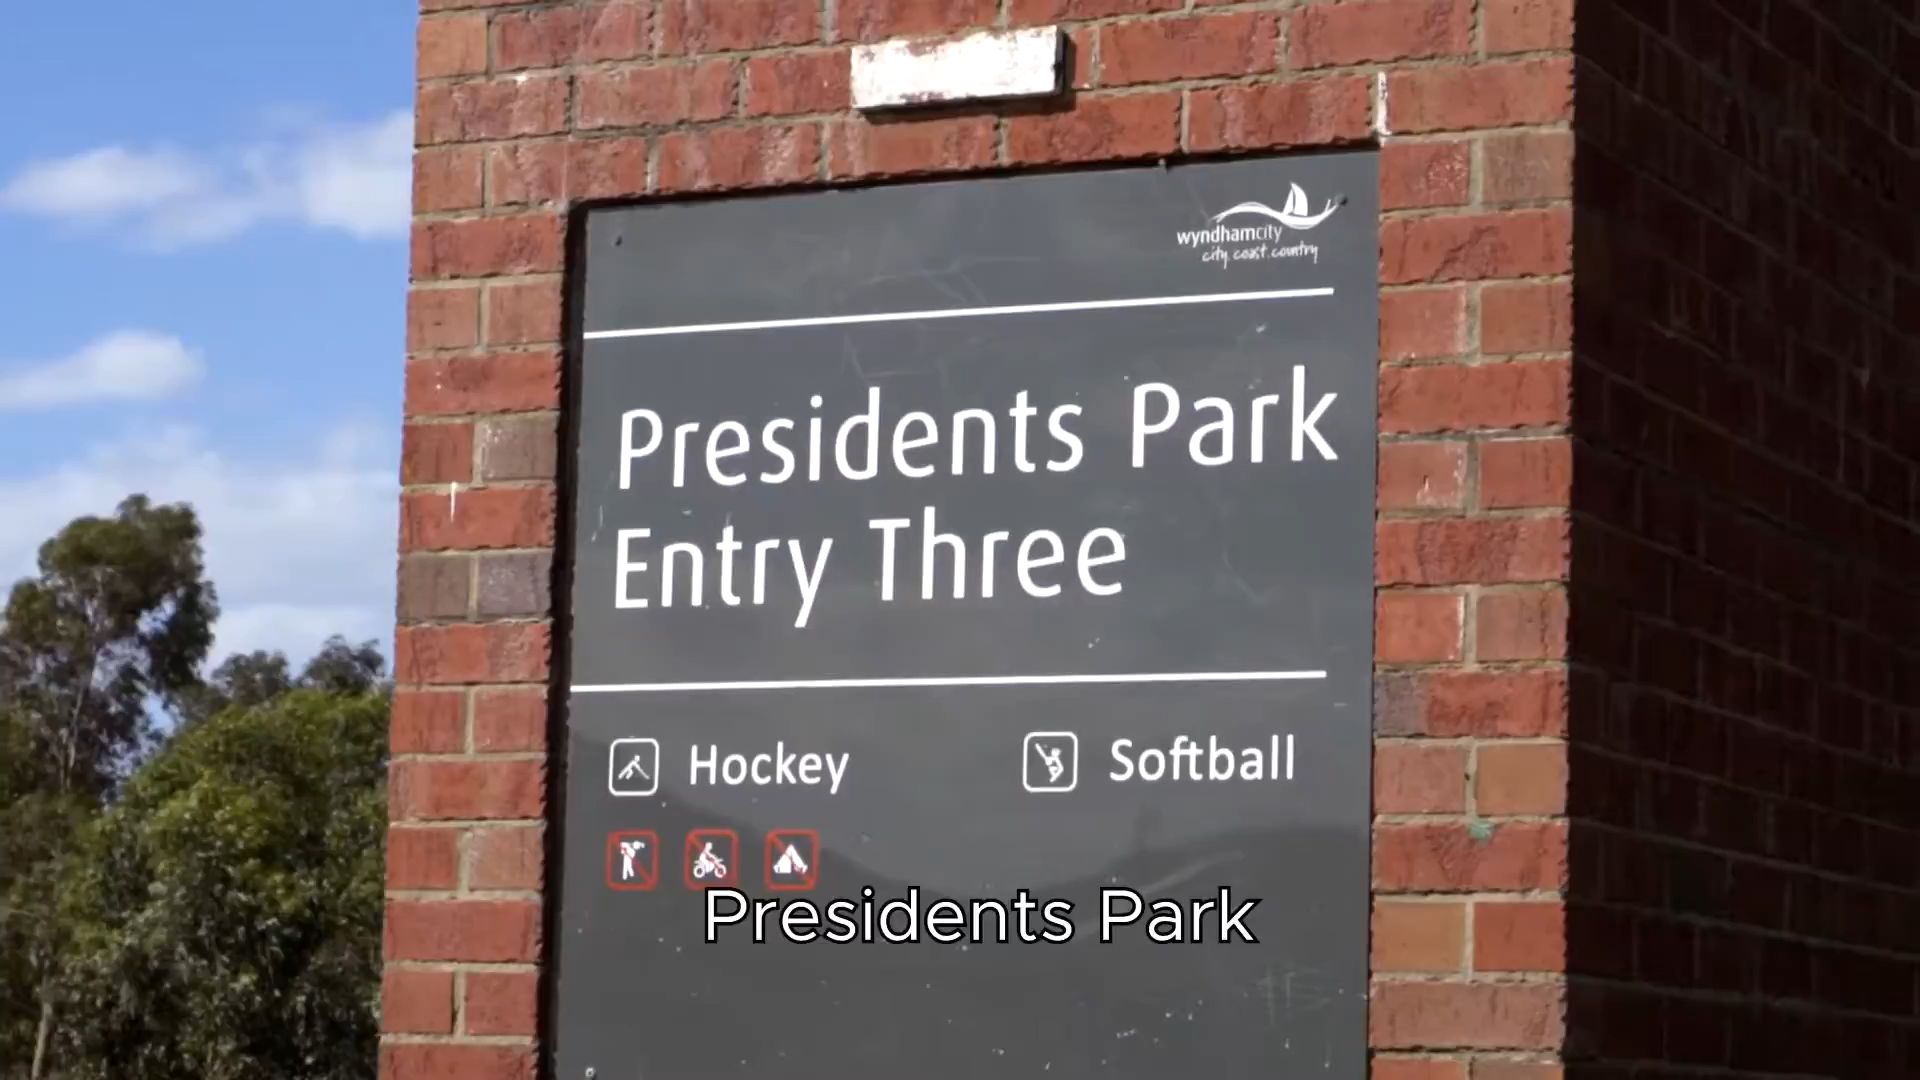 wyndhamcity
city. coast. country
Presidents Park
Entry Three
Hockey
Softball
Presidents Park